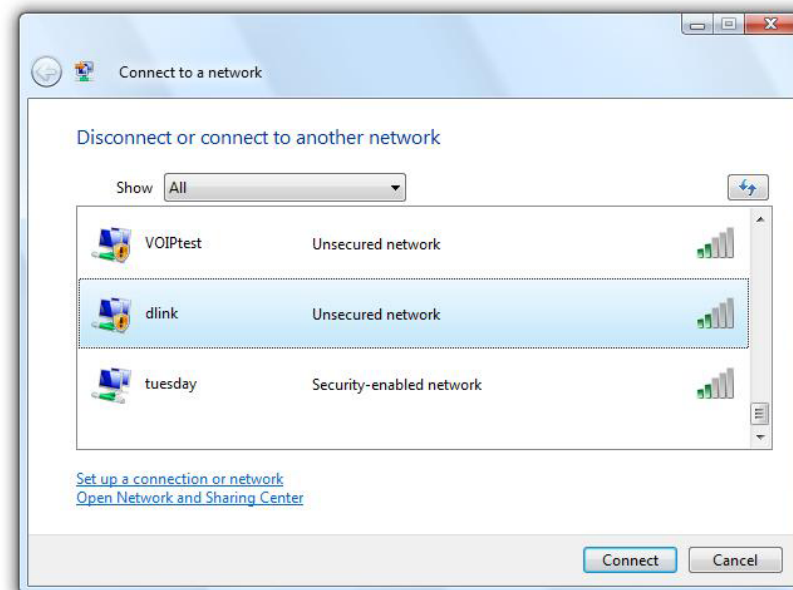 Connect to a network
Disconnect or connect to another network
Show All
VOIPtest Unsecured network
dlink Unsecured network
tuesday Security-enabled network
Set up a connection or network
Open Network and Sharing Center
Connect Cancel